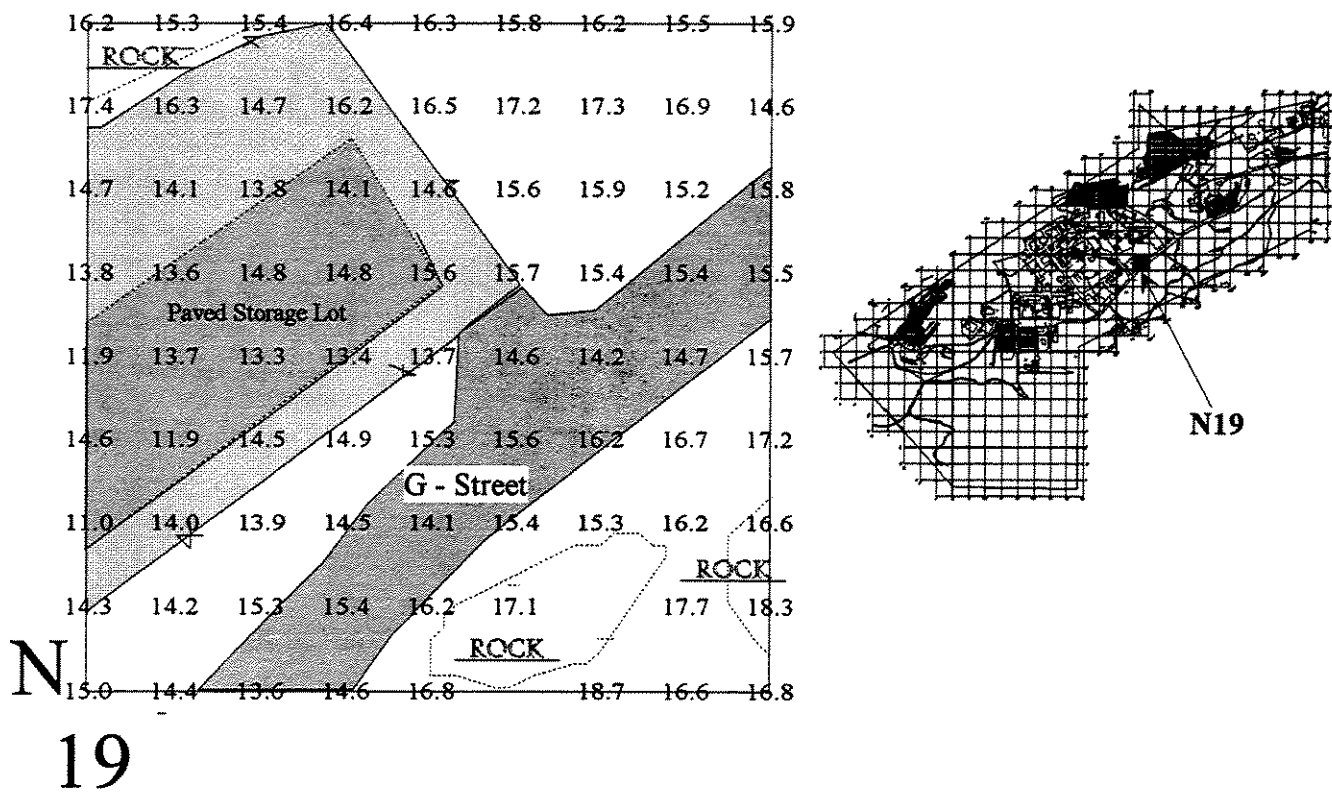 16.2 15.3 15.4 16.4 16.3 15.8 16.2 15.5 15.9
ROCK
17.4 16.3 14.7 16.2 16.5 17.2 17.3 16.9 14.6
14.7 14.1 13.8 14.1 14.6 15.6 15.9 15.2 15.8
13.8 13.6 14.8 14.8 15.6 15.7 15.4 15.4 15.5
Paved Storage Lot
11.9 13.7 13.3 13.4 13.7 14.6 14.2 14.7 15.7
N19
14.6 11.9 14.5 14.9 15.3 15.6 16.2 16.7 17.2
G - Street
11.0 14.0 13.9 14.5 14.1 15.4 15.3 16.2 16.6
ROCK
14.3 14.2 15.3 15.4 16.2 17.1 17.7 18.3
ROCK
N 15.0 14.4 13.6 14.6 16.8 18.7 16.6 16.8
19